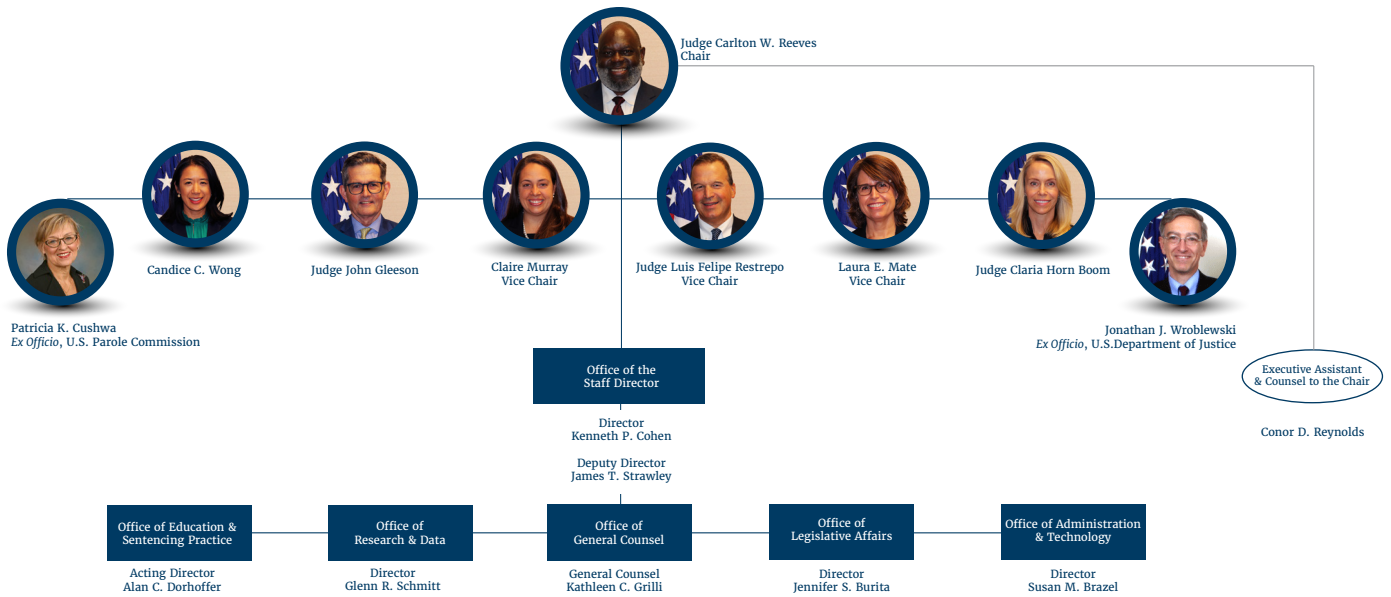 Judge Carlton W. Reeves
Chair
Candice C. Wong
Judge John Gleeson
Claire Murray
Vice Chair
Judge Luis Felipe Restrepo
Vice Chair
Laura E. Mate
Vice Chair
Judge Claria Horn Boom
Patricia K. Cushwa
Ex Officio, U.S. Parole Commission
Jonathan J. Wroblewski
Ex Officio, U.S.Department of Justice
Executive Assistant
& Counsel to the Chair
Conor D. Reynolds
Office of the
Staff Director
Director
Kenneth P. Cohen
Deputy Director
James T. Strawley
Office of Education &
Sentencing Practice
Acting Director
Alan C. Dorhoffer
Office of
Research & Data
Director
Glenn R. Schmitt
Office of
General Counsel
General Counsel
Kathleen C. Grilli
Office of
Legislative Affairs
Director
Jennifer S. Burita
Office of Administration
& Technology
Director
Susan M. Brazel